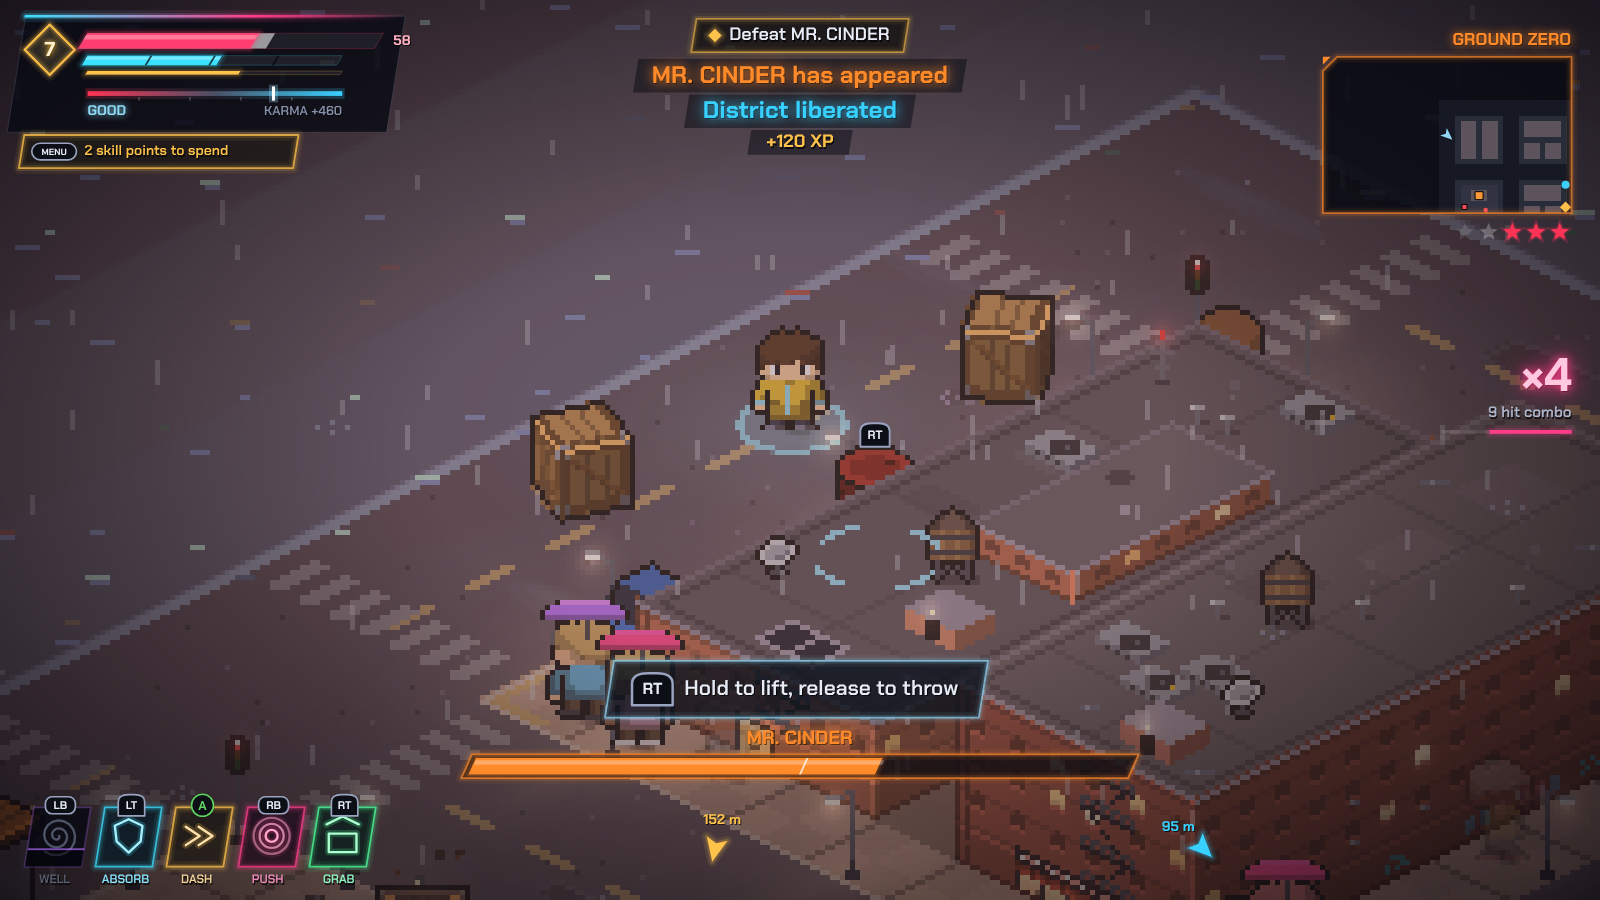 7
58
GOOD
KARMA +460
MENU
2 skill points to spend
Defeat MR. CINDER
MR. CINDER has appeared
District liberated
+120 XP
GROUND ZERO
×4
9 hit combo
RT
RT
Hold to lift, release to throw
MR. CINDER
152 m
95 m
LB
LT
A
RB
RT
WELL
ABSORB
DASH
PUSH
GRAB